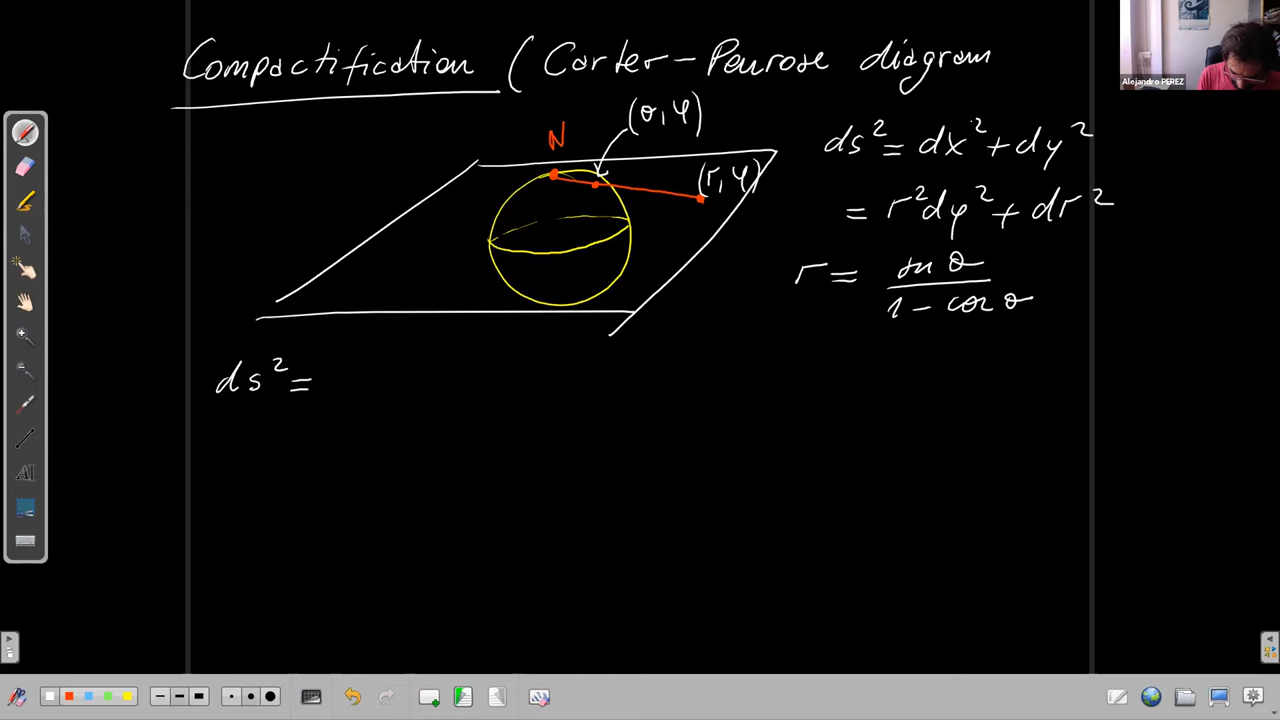 Compactification (Carter-Penrose diagram
Alejandro PEREZ
N
(θ, φ)
(r, φ)
ds² = dx² + dy²
= r²dφ² + dr²
r = sin θ / 1 - cos θ
ds² =